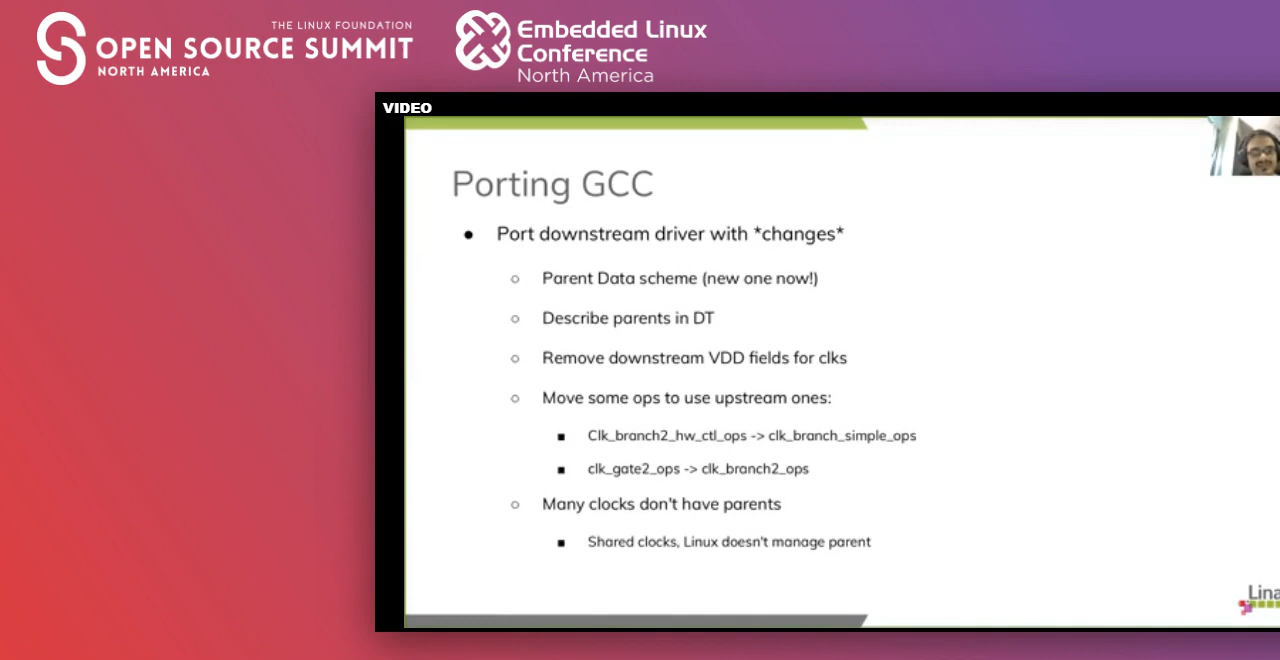 THE LINUX FOUNDATION
OPEN SOURCE SUMMIT
NORTH AMERICA
Embedded Linux
Conference
North America
VIDEO
Porting GCC
● Port downstream driver with *changes*
○ Parent Data scheme (new one now!)
○ Describe parents in DT
○ Remove downstream VDD fields for clks
○ Move some ops to use upstream ones:
■ Clk_branch2_hw_ctl_ops -> clk_branch_simple_ops
■ clk_gate2_ops -> clk_branch2_ops
○ Many clocks don't have parents
■ Shared clocks, Linux doesn't manage parent
Lina